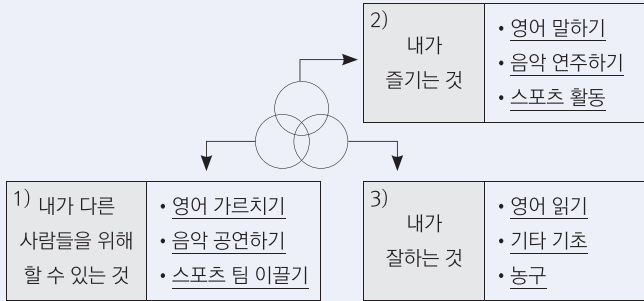 2)
내가
즐기는 것
• 영어 말하기
• 음악 연주하기
• 스포츠 활동
1) 내가 다른
사람들을 위해
할 수 있는 것
• 영어 가르치기
• 음악 공연하기
• 스포츠 팀 이끌기
3)
내가
잘하는 것
• 영어 읽기
• 기타 기초
• 농구